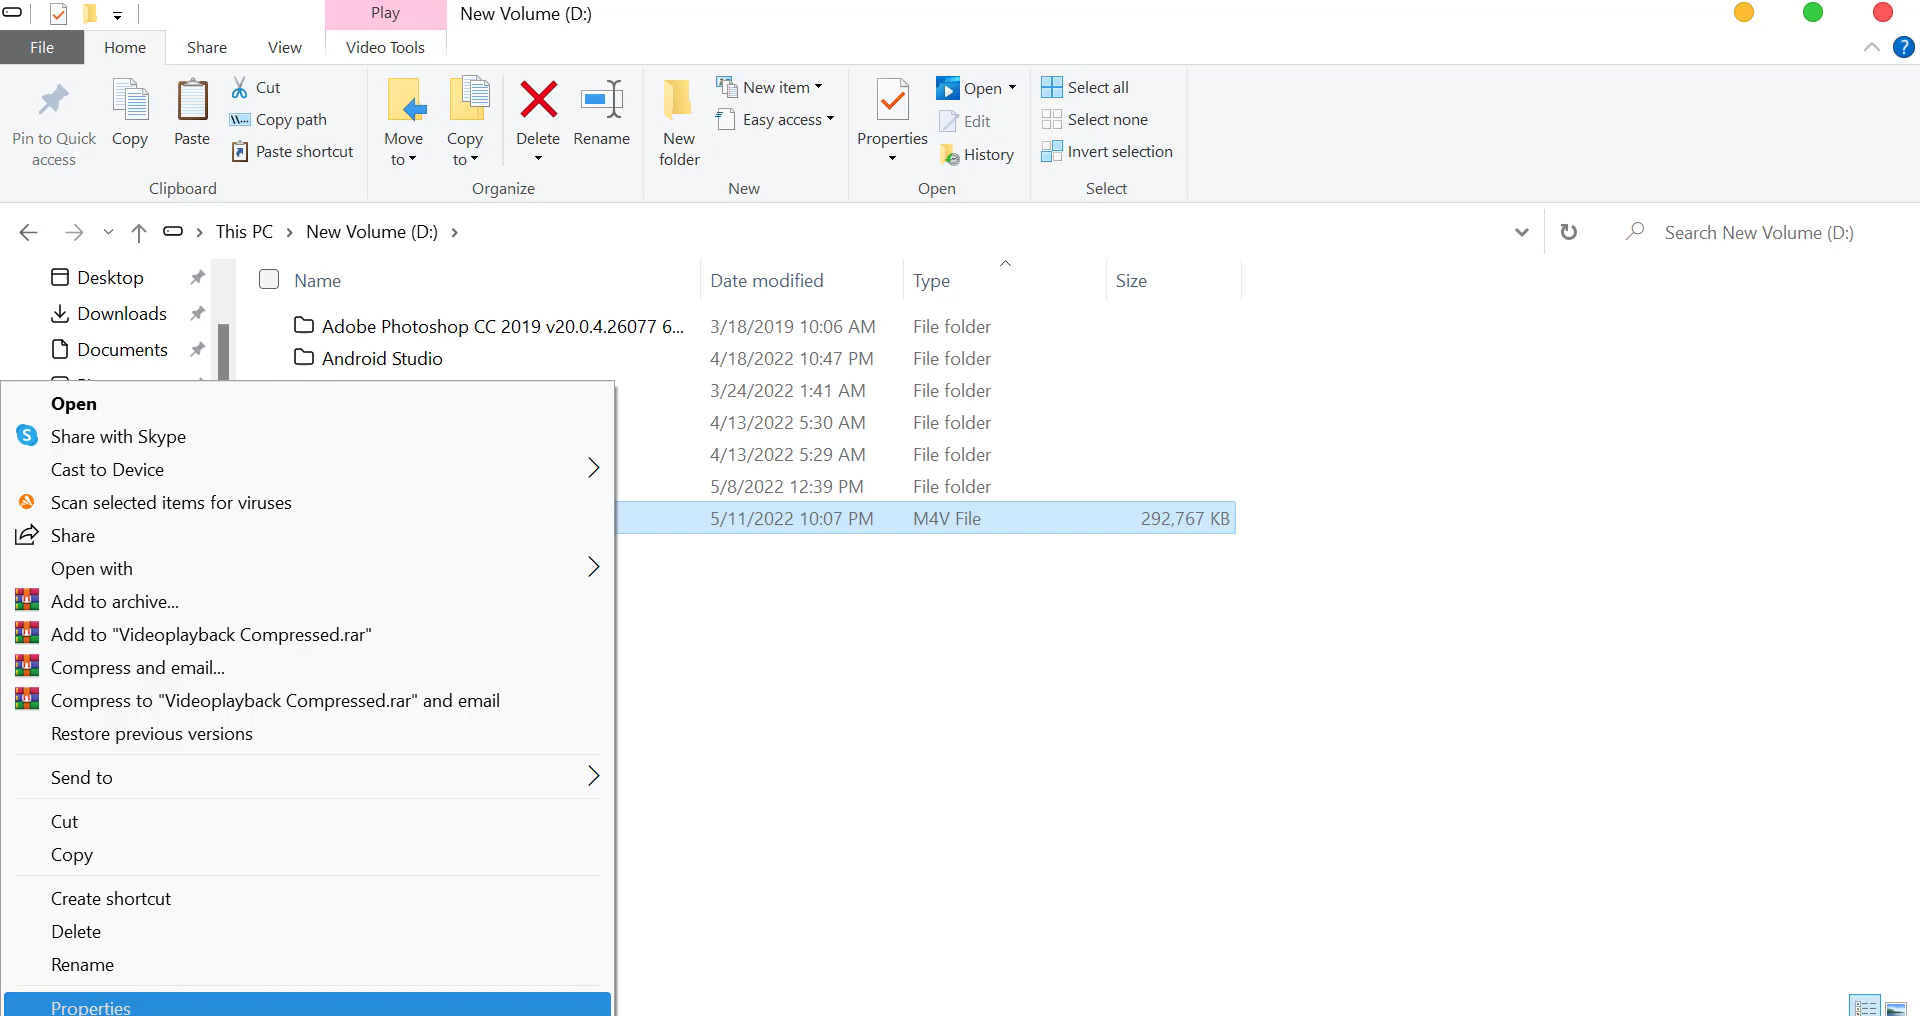 Play
New Volume (D:)
File
Home
Share
View
Video Tools
?
Pin to Quick
access
Copy
Paste
Cut
Copy path
Paste shortcut
Clipboard
Move
to
Copy
to
Delete
Rename
Organize
New
folder
New item
Easy access
New
Properties
Open
Edit
History
Open
Select all
Select none
Invert selection
Select
This PC
New Volume (D:)
Search New Volume (D:)
Desktop
Downloads
Documents
Name
Date modified
Type
Size
Adobe Photoshop CC 2019 v20.0.4.26077 6...
3/18/2019 10:06 AM
File folder
Android Studio
4/18/2022 10:47 PM
File folder
3/24/2022 1:41 AM
File folder
4/13/2022 5:30 AM
File folder
4/13/2022 5:29 AM
File folder
5/8/2022 12:39 PM
File folder
5/11/2022 10:07 PM
M4V File
292,767 KB
Open
S
Share with Skype
Cast to Device
Scan selected items for viruses
Share
Open with
Add to archive...
Add to "Videoplayback Compressed.rar"
Compress and email...
Compress to "Videoplayback Compressed.rar" and email
Restore previous versions
Send to
Cut
Copy
Create shortcut
Delete
Rename
Properties